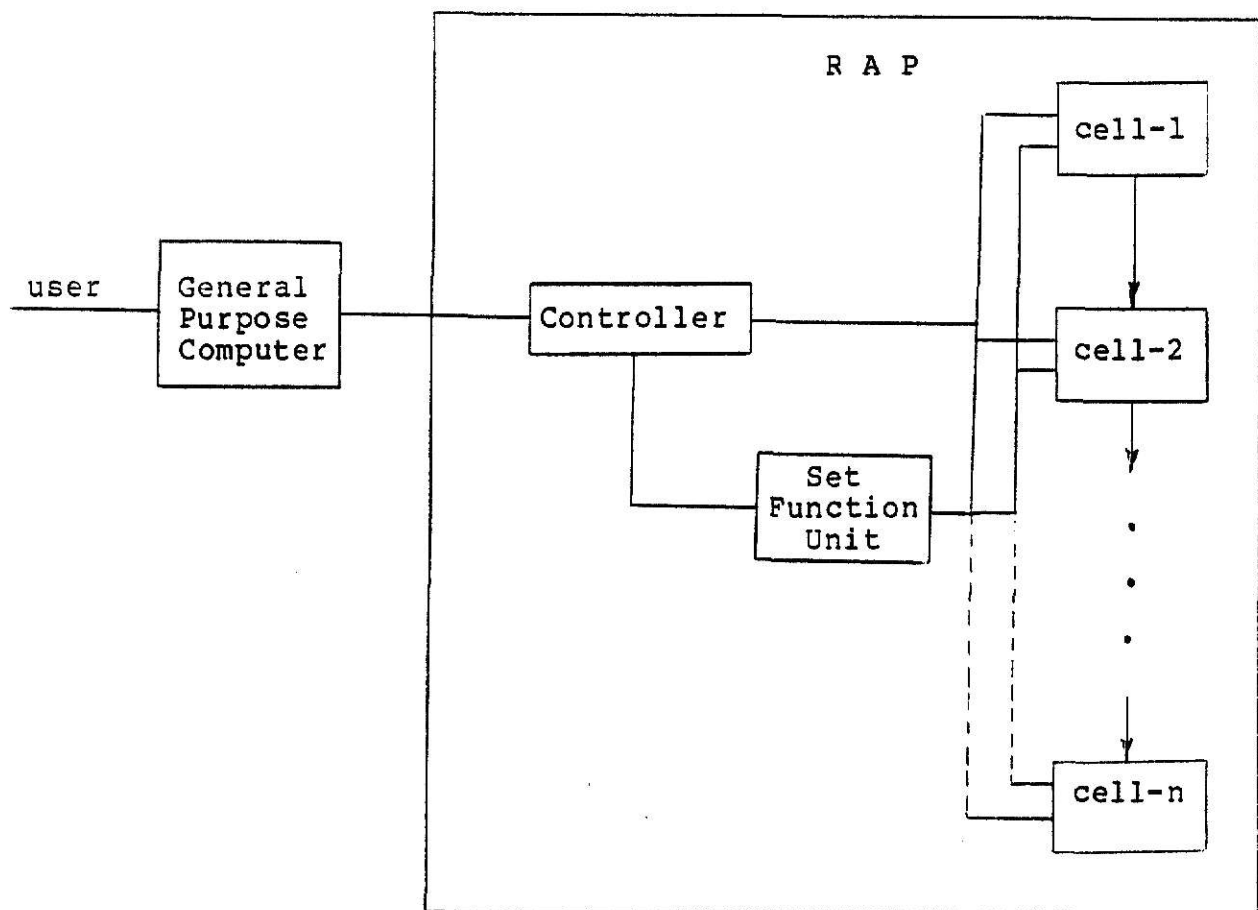 R A P
cell-1
user
General
Purpose
Computer
Controller
cell-2
Set
Function
Unit
cell-n